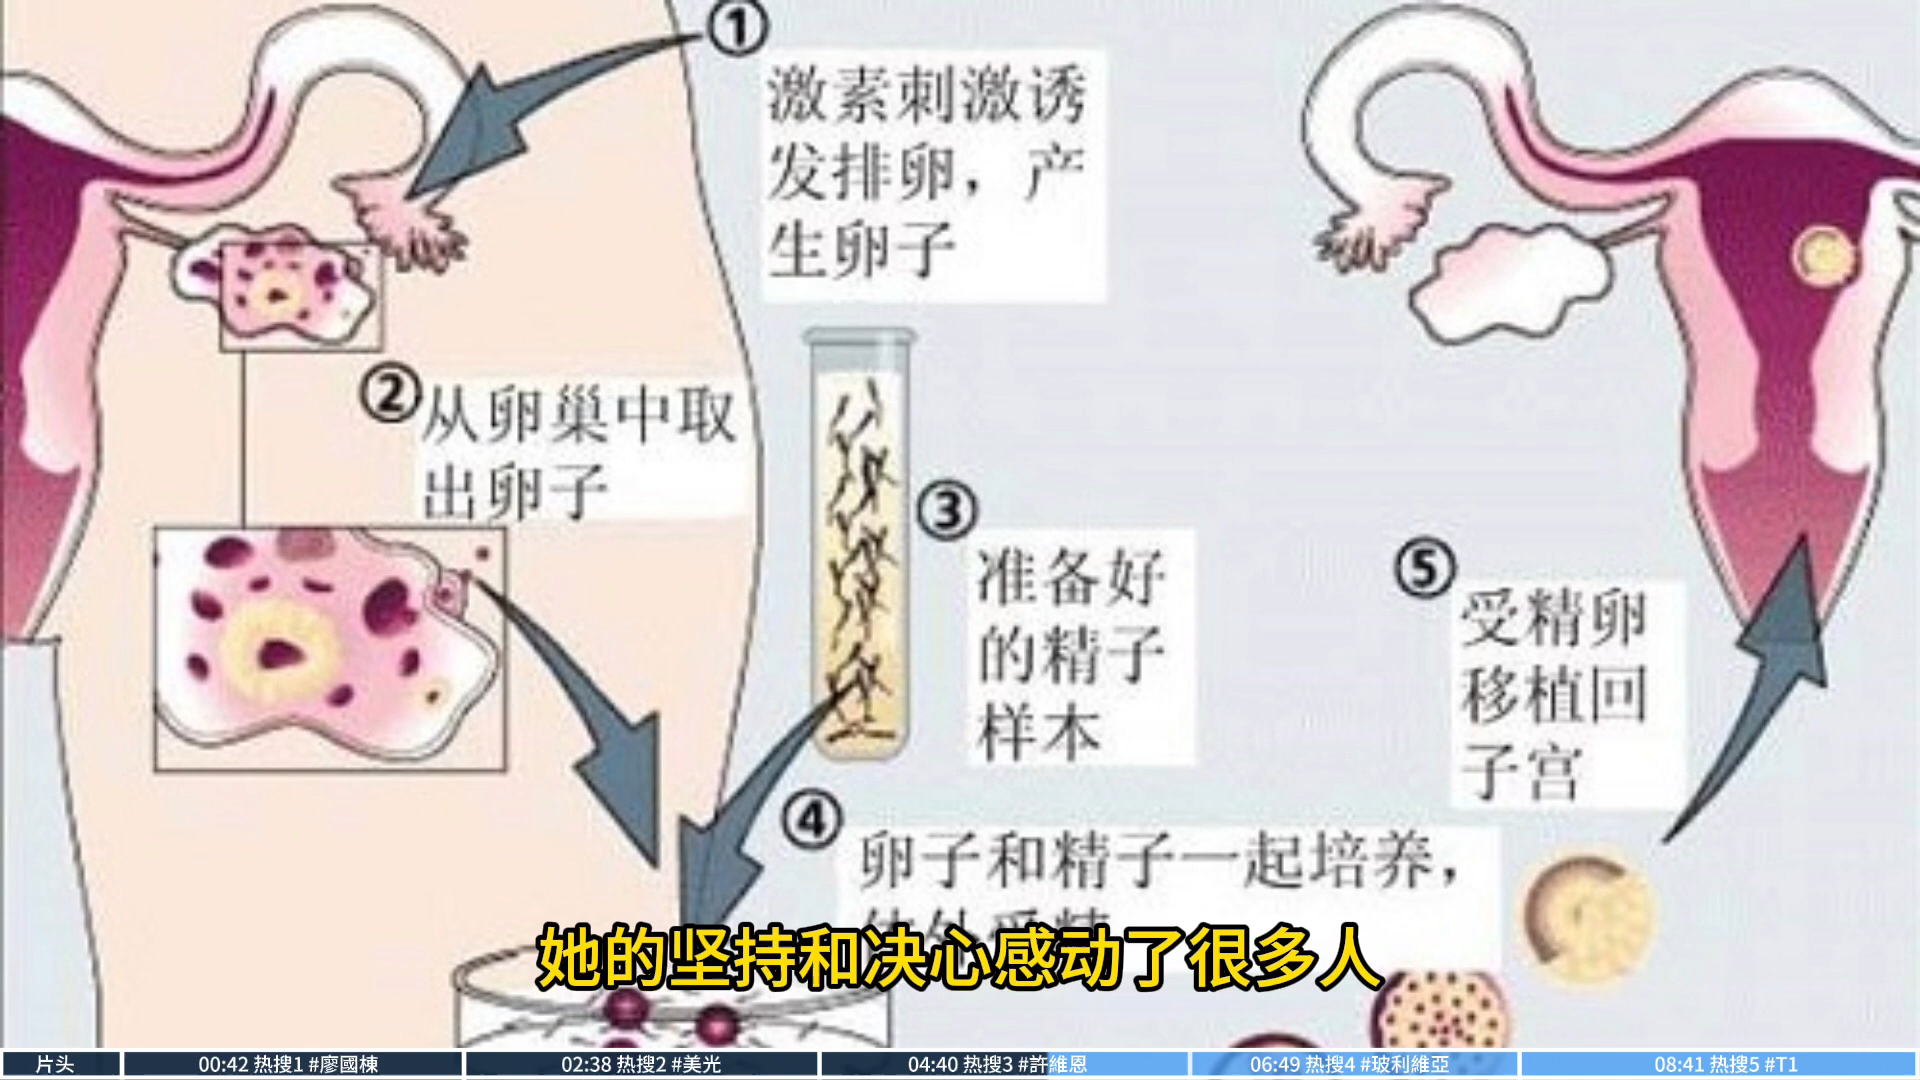 ①
激素刺激诱
发排卵，产
生卵子
②
从卵巢中取
出卵子
③
准备好
的精子
样本
④
卵子和精子一起培养，
⑤
受精卵
移植回
子宫
她的坚持和决心感动了很多人
片头
00:42 热搜1 #廖國棟
02:38 热搜2 #美光
04:40 热搜3 #許維恩
06:49 热搜4 #玻利維亞
08:41 热搜5 #T1